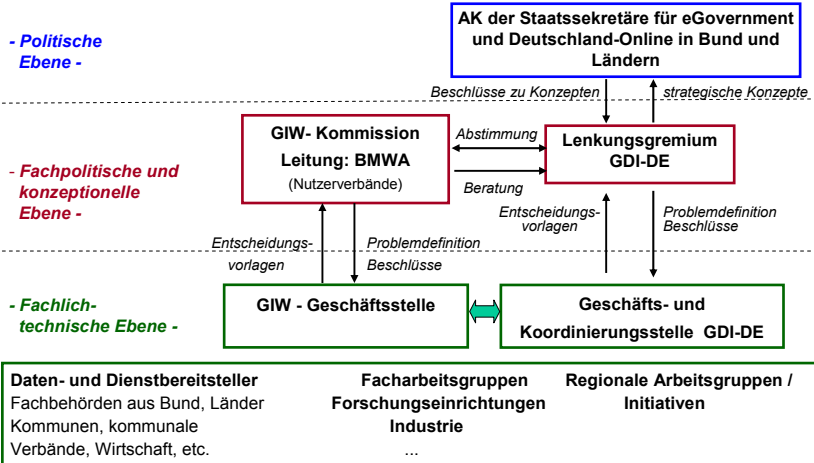 - Politische
Ebene -
AK der Staatssekretäre für eGovernment
und Deutschland-Online in Bund und
Ländern
Beschlüsse zu Konzepten
strategische Konzepte
- Fachpolitische und
konzeptionelle
Ebene -
GIW- Kommission
Leitung: BMWA
(Nutzerverbände)
Abstimmung
Beratung
Lenkungsgremium
GDI-DE
Entscheidungs-
vorlagen
Problemdefinition
Beschlüsse
Entscheidungs-
vorlagen
Problemdefinition
Beschlüsse
- Fachlich-
technische Ebene -
GIW - Geschäftsstelle
Geschäfts- und
Koordinierungsstelle GDI-DE
Daten- und Dienstbereitsteller
Fachbehörden aus Bund, Länder
Kommunen, kommunale
Verbände, Wirtschaft, etc.
Facharbeitsgruppen
Forschungseinrichtungen
Industrie
...
Regionale Arbeitsgruppen /
Initiativen